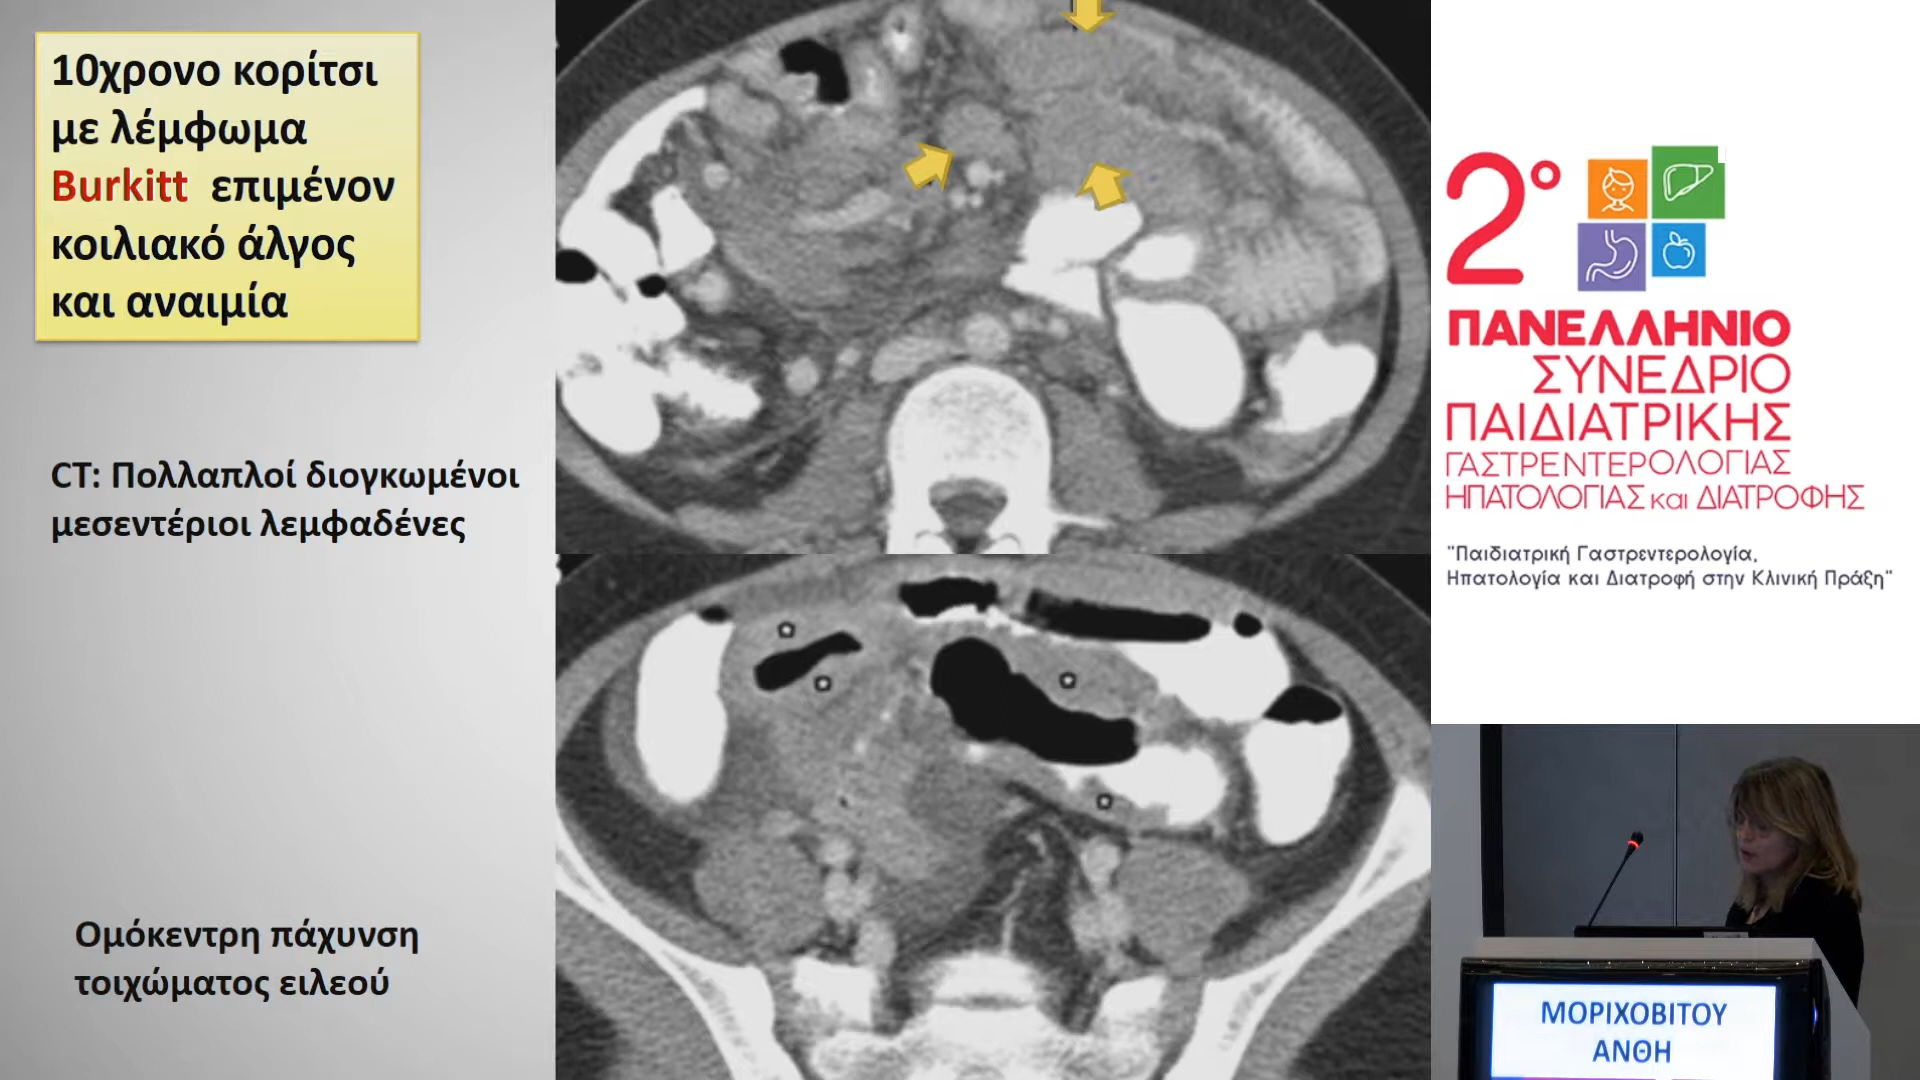 10χρονο κορίτσι
με λέμφωμα
Burkitt επιμένον
κοιλιακό άλγος
και αναιμία
CT: Πολλαπλοί διογκωμένοι
μεσεντέριοι λεμφαδένες
Ομόκεντρη πάχυνση
τοιχώματος ειλεού
2°
ΠΑΝΕΛΛΗΝΙΟ
ΣΥΝΕΔΡΙΟ
ΠΑΙΔΙΑΤΡΙΚΗΣ
ΓΑΣΤΡΕΝΤΕΡΟΛΟΓΙΑΣ
ΗΠΑΤΟΛΟΓΙΑΣ και ΔΙΑΤΡΟΦΗΣ
"Παιδιατρική Γαστρεντερολογία,
Ηπατολογία και Διατροφή στην Κλινική Πράξη"
ΜΟΡΙΧΟΒΙΤΟΥ
ΑΝΘΗ